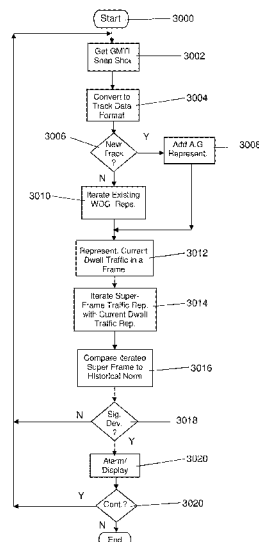 Start
3000
Get GMTI
Snap Shot
3002
Convert to
Track Data
Format
3004
3006
New
Track
?
Y
N
Add A.G
Represent.
3008
3010
Iterate Existing
Reps.
Represent. Current
Dwell Traffic in a
Frame
3012
Iterate Super-
Frame Traffic Rep.
with Current Dwell
Traffic Rep.
3014
Compare Iterated
Super Frame to
Historical Norm
3016
N
Sig.
Dev.
?
3018
Y
Alarm/
Display
3020
Y
Cont.?
3020
N
End